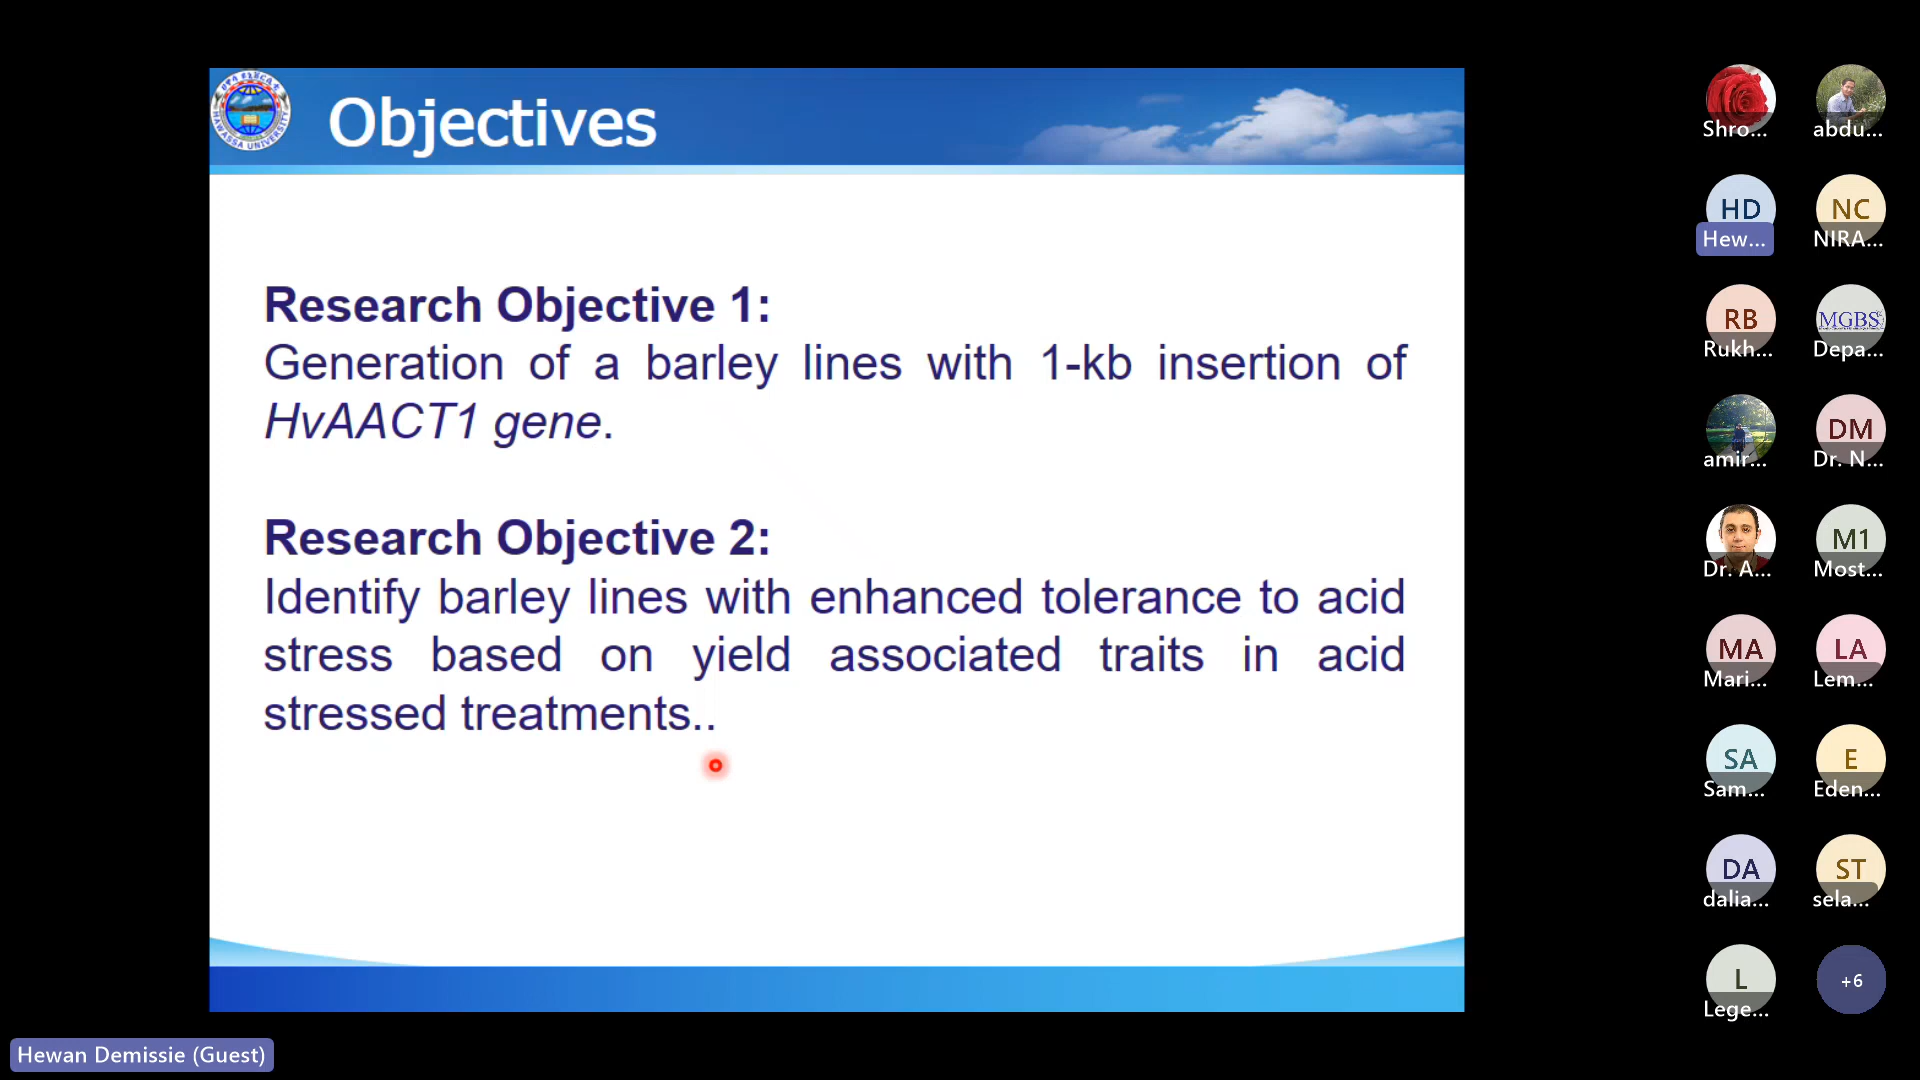 Objectives
HAWASSA UNIVERSITY
Research Objective 1:
Generation of a barley lines with 1-kb insertion of
HvAACT1 gene.
Research Objective 2:
Identify barley lines with enhanced tolerance to acid
stress based on yield associated traits in acid
stressed treatments..
Shro...
abdu...
HD
Hew...
NC
NIRA...
RB
Rukh...
MGBS
Depa...
amir...
DM
Dr. N...
Dr. A...
M1
Most...
MA
Mari...
LA
Lem...
SA
Sam...
E
Eden...
DA
dalia...
ST
sela...
L
Lege...
+6
Hewan Demissie (Guest)